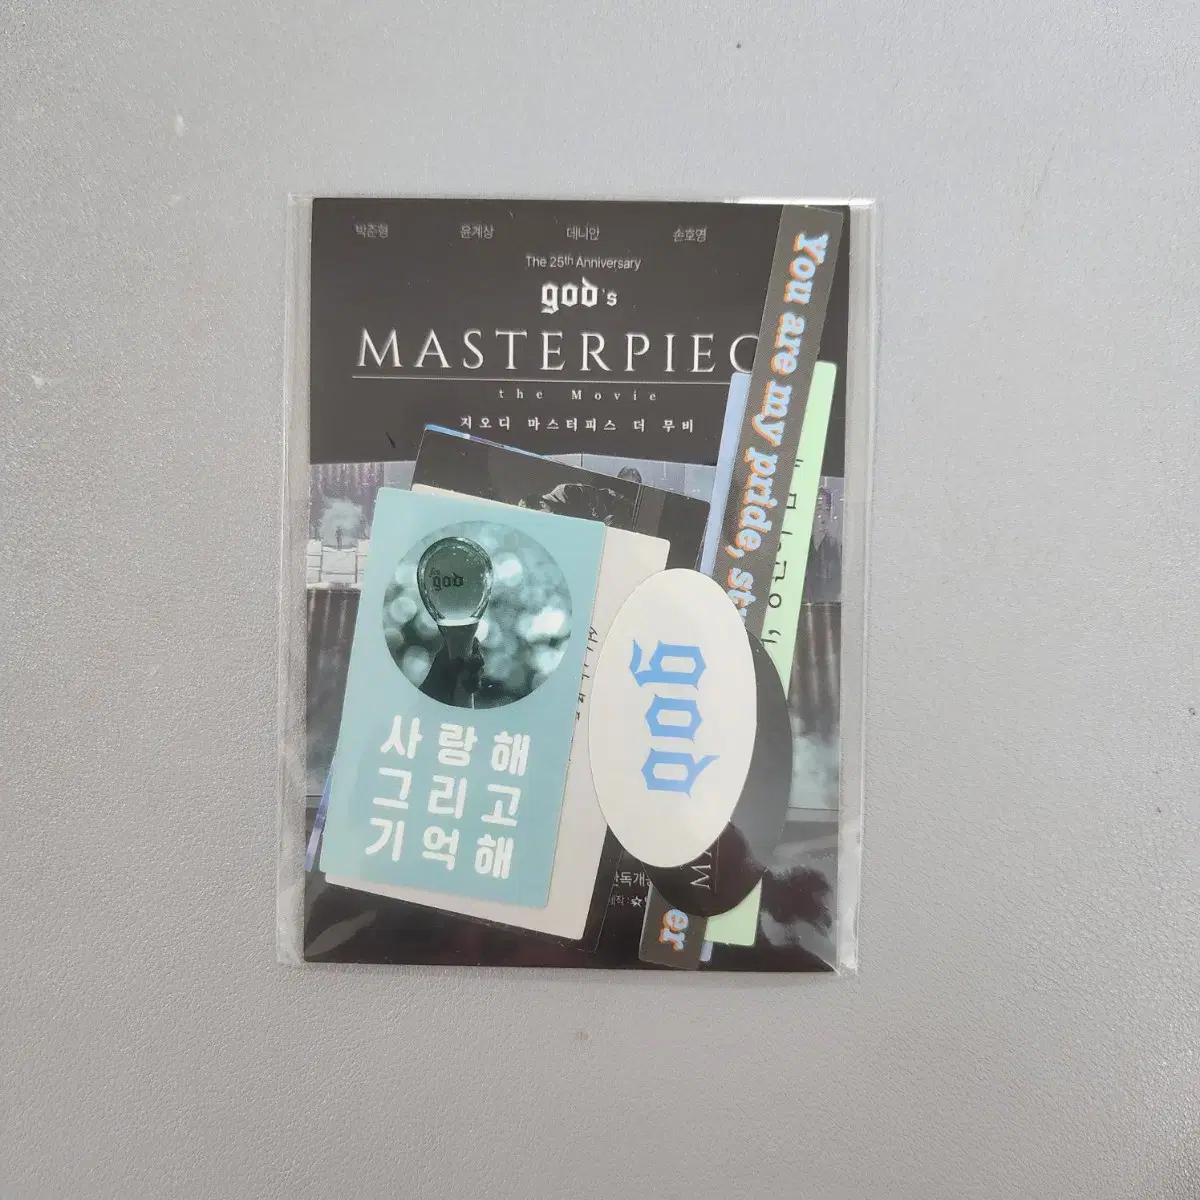 박준형 윤계상 데니안 손호영
The 25th Anniversary
god's
MASTERPIEC
the Movie
지오디 마스터피스 더 무비
You are my pride,
er
god
사랑해
그리고
기억해
god
MA